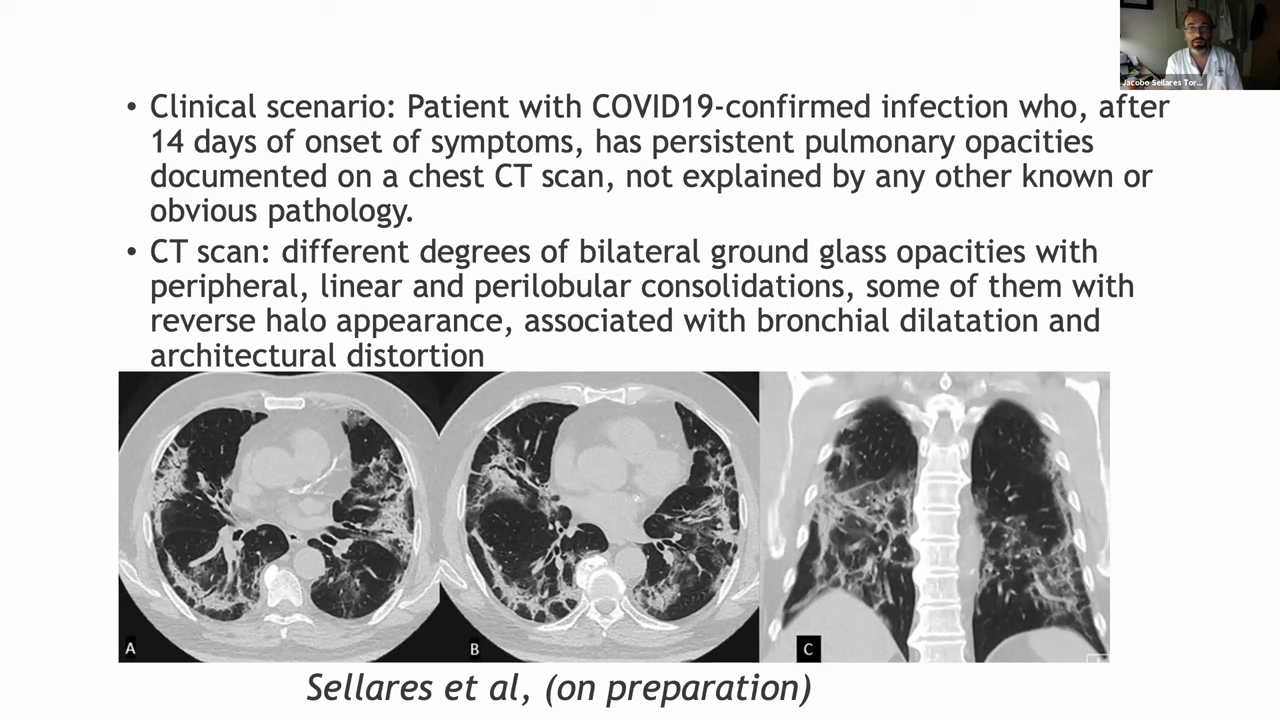 Jacobo Sellares Tor...
• Clinical scenario: Patient with COVID19-confirmed infection who, after
14 days of onset of symptoms, has persistent pulmonary opacities
documented on a chest CT scan, not explained by any other known or
obvious pathology.
• CT scan: different degrees of bilateral ground glass opacities with
peripheral, linear and perilobular consolidations, some of them with
reverse halo appearance, associated with bronchial dilatation and
architectural distortion
A
B
C
Sellares et al, (on preparation)